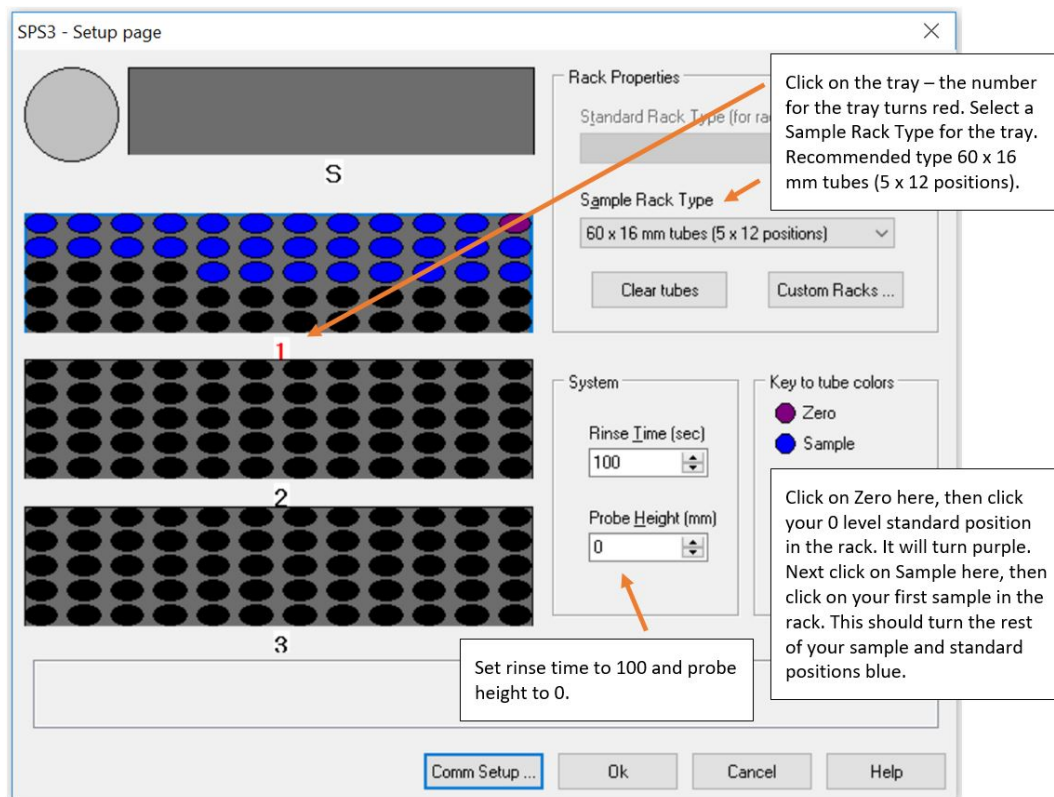 SPS3 - Setup page
S
1
2
3
Rack Properties
Standard Rack Type (for rac
Sample Rack Type
60 x 16 mm tubes (5 x 12 positions)
Clear tubes
Custom Racks ...
System
Rinse Time (sec)
100
Probe Height (mm)
0
Key to tube colors
Zero
Sample
Click on the tray – the number
for the tray turns red. Select a
Sample Rack Type for the tray.
Recommended type 60 x 16
mm tubes (5 x 12 positions).
Click on Zero here, then click
your 0 level standard position
in the rack. It will turn purple.
Next click on Sample here, then
click on your first sample in the
rack. This should turn the rest
of your sample and standard
positions blue.
Set rinse time to 100 and probe
height to 0.
Comm Setup ...
Ok
Cancel
Help